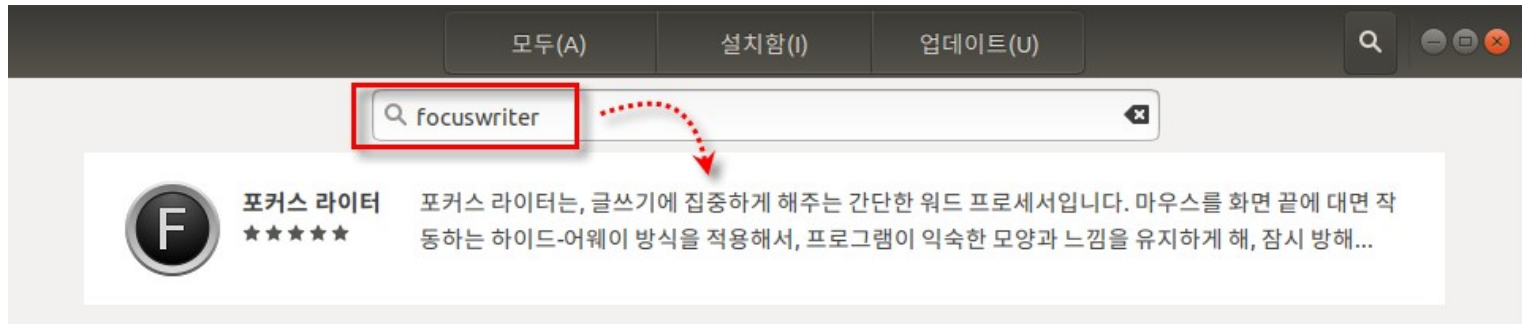 모두(A) 설치함(I) 업데이트(U)
focuswriter
포커스 라이터 포커스 라이터는, 글쓰기에 집중하게 해주는 간단한 워드 프로세서입니다. 마우스를 화면 끝에 대면 작
동하는 하이드-어웨이 방식을 적용해서, 프로그램이 익숙한 모양과 느낌을 유지하게 해, 잠시 방해...
F